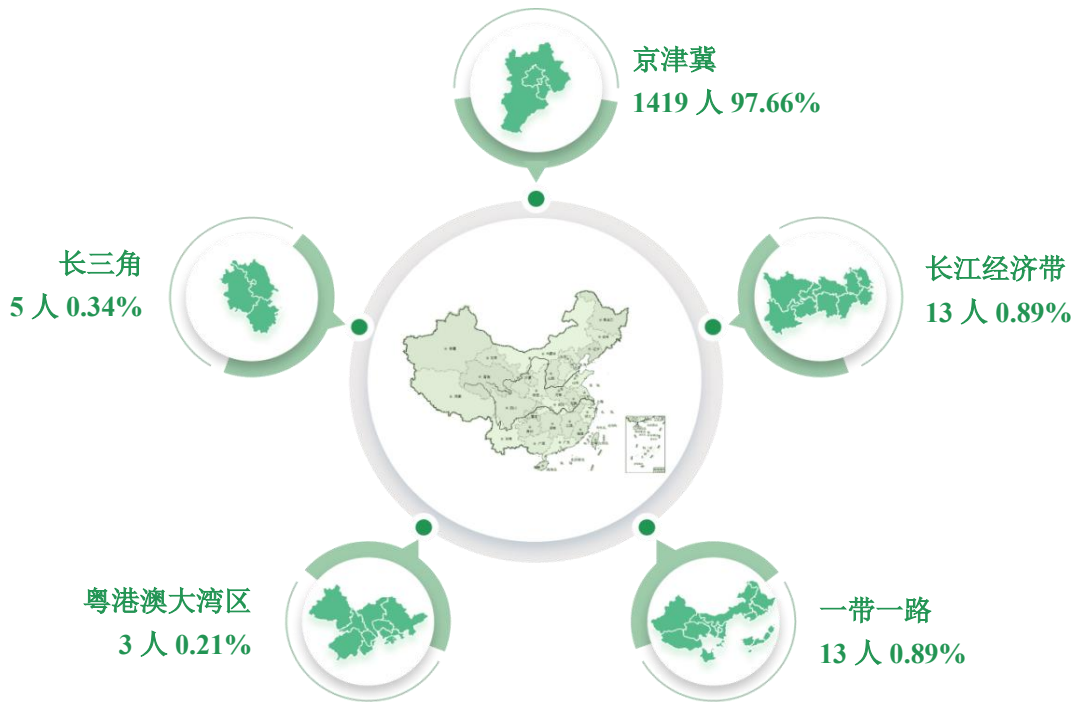 京津冀
1419 人 97.66%
长三角
5 人 0.34%
长江经济带
13 人 0.89%
粤港澳大湾区
3 人 0.21%
一带一路
13 人 0.89%